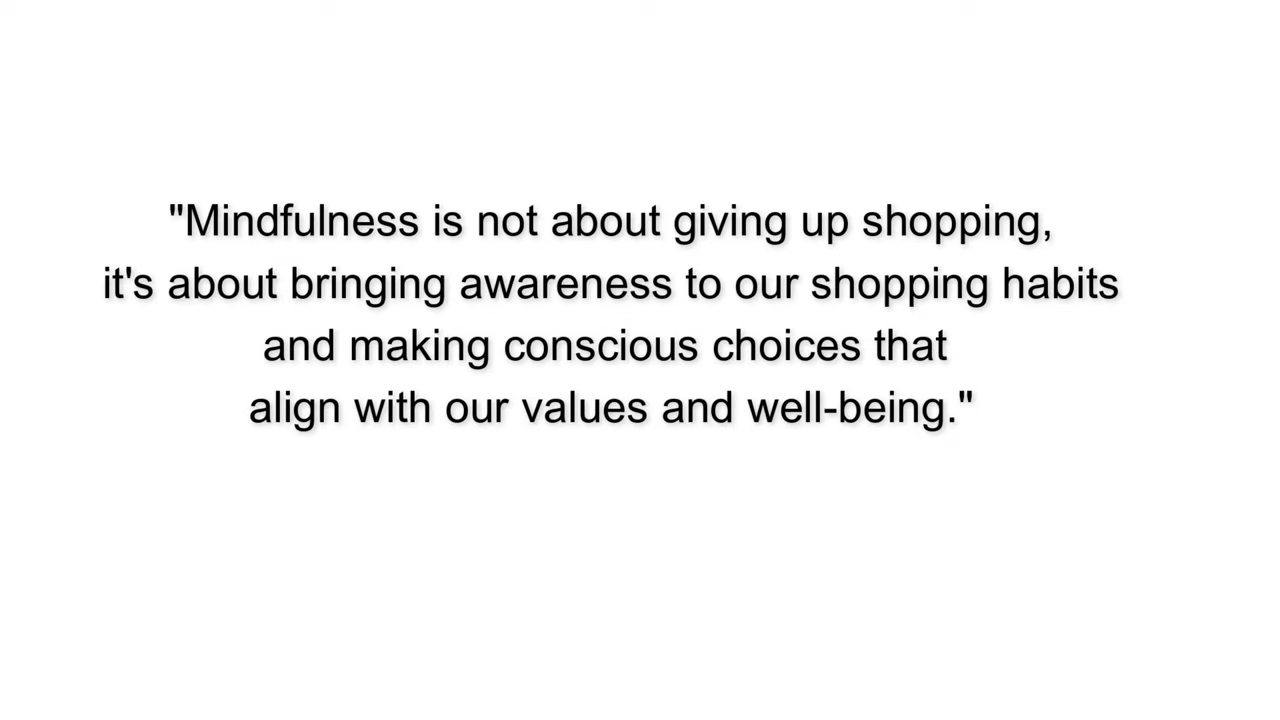 "Mindfulness is not about giving up shopping,
it's about bringing awareness to our shopping habits
and making conscious choices that
align with our values and well-being."